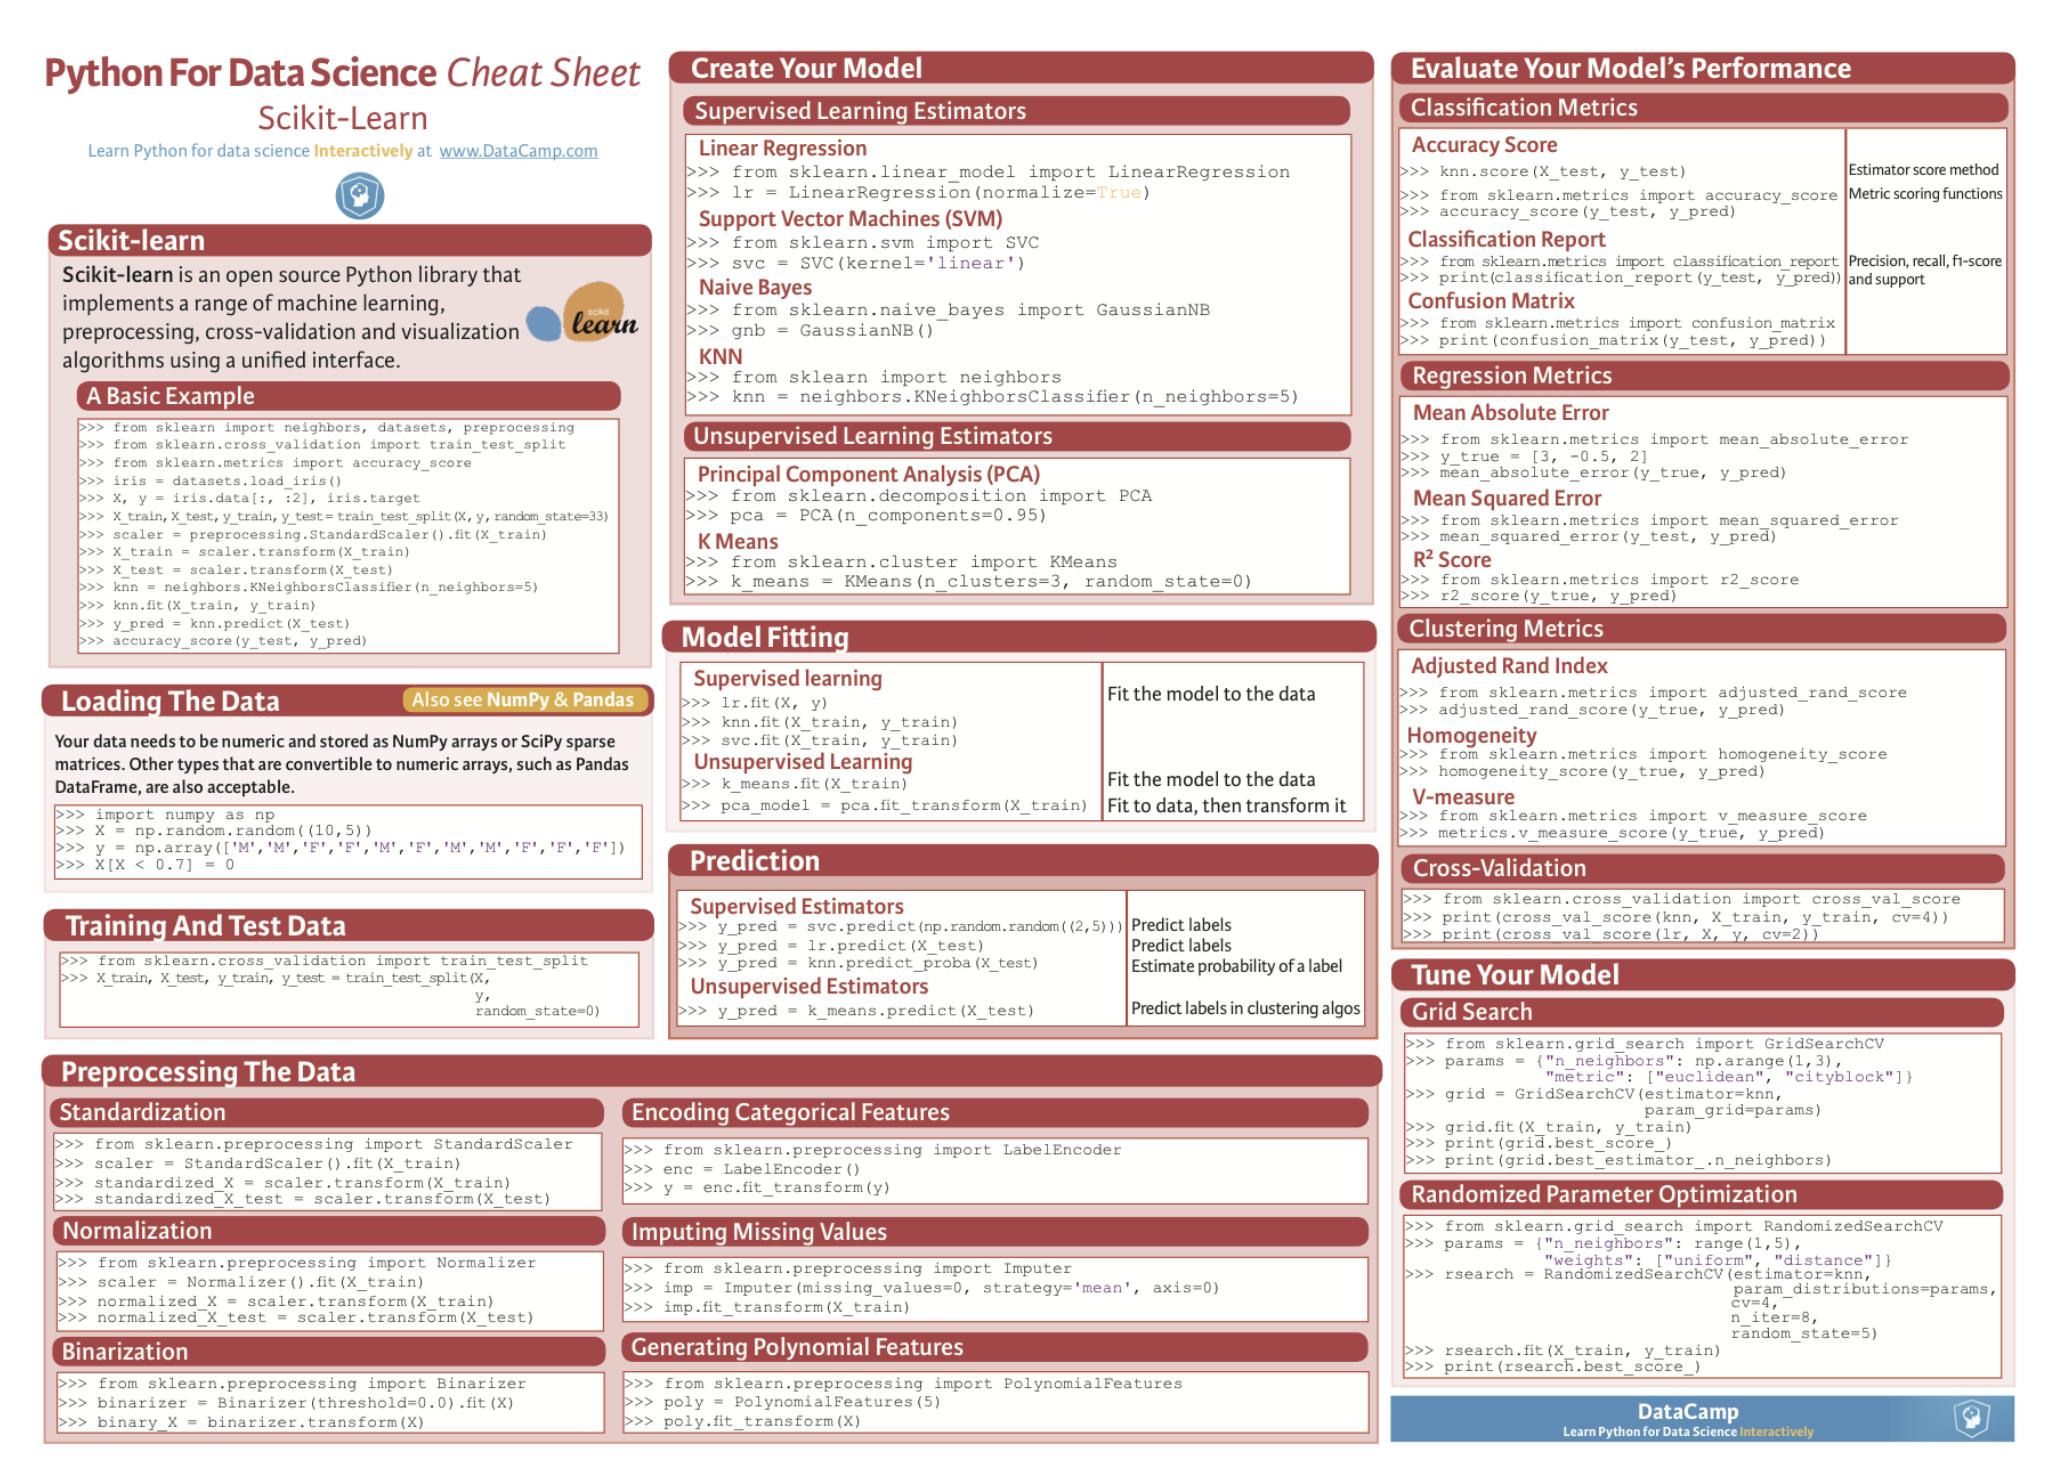 Python For Data Science Cheat Sheet
Scikit-Learn
Learn Python for data science Interactively at www.DataCamp.com
Scikit-learn
Scikit-learn is an open source Python library that
implements a range of machine learning,
preprocessing, cross-validation and visualization
algorithms using a unified interface.
scikit
learn
A Basic Example
>>> from sklearn import neighbors, datasets, preprocessing
>>> from sklearn.cross_validation import train_test_split
>>> from sklearn.metrics import accuracy_score
>>> iris = datasets.load_iris()
>>> X, y = iris.data[:, :2], iris.target
>>> X_train, X_test, y_train, y_test = train_test_split(X, y, random_state=33)
>>> scaler = preprocessing.StandardScaler().fit(X_train)
>>> X_train = scaler.transform(X_train)
>>> X_test = scaler.transform(X_test)
>>> knn = neighbors.KNeighborsClassifier(n_neighbors=5)
>>> knn.fit(X_train, y_train)
>>> y_pred = knn.predict(X_test)
>>> accuracy_score(y_test, y_pred)
Loading The Data
Also see NumPy & Pandas
Your data needs to be numeric and stored as NumPy arrays or SciPy sparse
matrices. Other types that are convertible to numeric arrays, such as Pandas
DataFrame, are also acceptable.
>>> import numpy as np
>>> X = np.random.random((10,5))
>>> y = np.array(['M','M','F','F','M','F','M','M','F','F','F'])
>>> X[X < 0.7] = 0
Training And Test Data
>>> from sklearn.cross_validation import train_test_split
>>> X_train, X_test, y_train, y_test = train_test_split(X,
y,
random_state=0)
Create Your Model
Supervised Learning Estimators
Linear Regression
>>> from sklearn.linear_model import LinearRegression
>>> lr = LinearRegression(normalize=True)
Support Vector Machines (SVM)
>>> from sklearn.svm import SVC
>>> svc = SVC(kernel='linear')
Naive Bayes
>>> from sklearn.naive_bayes import GaussianNB
>>> gnb = GaussianNB()
KNN
>>> from sklearn import neighbors
>>> knn = neighbors.KNeighborsClassifier(n_neighbors=5)
Unsupervised Learning Estimators
Principal Component Analysis (PCA)
>>> from sklearn.decomposition import PCA
>>> pca = PCA(n_components=0.95)
K Means
>>> from sklearn.cluster import KMeans
>>> k_means = KMeans(n_clusters=3, random_state=0)
Model Fitting
Supervised learning
>>> lr.fit(X, y)
Fit the model to the data
>>> knn.fit(X_train, y_train)
>>> svc.fit(X_train, y_train)
Unsupervised Learning
>>> k_means.fit(X_train)
Fit the model to the data
>>> pca_model = pca.fit_transform(X_train)
Fit to data, then transform it
Prediction
Supervised Estimators
>>> y_pred = svc.predict(np.random.random((2,5)))
Predict labels
>>> y_pred = lr.predict(X_test)
Predict labels
>>> y_pred = knn.predict_proba(X_test)
Estimate probability of a label
Unsupervised Estimators
>>> y_pred = k_means.predict(X_test)
Predict labels in clustering algos
Preprocessing The Data
Standardization
>>> from sklearn.preprocessing import StandardScaler
>>> scaler = StandardScaler().fit(X_train)
>>> standardized_X = scaler.transform(X_train)
>>> standardized_X_test = scaler.transform(X_test)
Normalization
>>> from sklearn.preprocessing import Normalizer
>>> scaler = Normalizer().fit(X_train)
>>> normalized_X = scaler.transform(X_train)
>>> normalized_X_test = scaler.transform(X_test)
Binarization
>>> from sklearn.preprocessing import Binarizer
>>> binarizer = Binarizer(threshold=0.0).fit(X)
>>> binary_X = binarizer.transform(X)
Encoding Categorical Features
>>> from sklearn.preprocessing import LabelEncoder
>>> enc = LabelEncoder()
>>> y = enc.fit_transform(y)
Imputing Missing Values
>>> from sklearn.preprocessing import Imputer
>>> imp = Imputer(missing_values=0, strategy='mean', axis=0)
>>> imp.fit_transform(X_train)
Generating Polynomial Features
>>> from sklearn.preprocessing import PolynomialFeatures
>>> poly = PolynomialFeatures(5)
>>> poly.fit_transform(X)
Evaluate Your Model's Performance
Classification Metrics
Accuracy Score
>>> knn.score(X_test, y_test)
Estimator score method
>>> from sklearn.metrics import accuracy_score
Metric scoring functions
>>> accuracy_score(y_test, y_pred)
Classification Report
>>> from sklearn.metrics import classification_report
Precision, recall, f1-score
>>> print(classification_report(y_test, y_pred))
and support
Confusion Matrix
>>> from sklearn.metrics import confusion_matrix
>>> print(confusion_matrix(y_test, y_pred))
Regression Metrics
Mean Absolute Error
>>> from sklearn.metrics import mean_absolute_error
>>> y_true = [3, -0.5, 2]
>>> mean_absolute_error(y_true, y_pred)
Mean Squared Error
>>> from sklearn.metrics import mean_squared_error
>>> mean_squared_error(y_test, y_pred)
R² Score
>>> from sklearn.metrics import r2_score
>>> r2_score(y_true, y_pred)
Clustering Metrics
Adjusted Rand Index
>>> from sklearn.metrics import adjusted_rand_score
>>> adjusted_rand_score(y_true, y_pred)
Homogeneity
>>> from sklearn.metrics import homogeneity_score
>>> homogeneity_score(y_true, y_pred)
V-measure
>>> from sklearn.metrics import v_measure_score
>>> metrics.v_measure_score(y_true, y_pred)
Cross-Validation
>>> from sklearn.cross_validation import cross_val_score
>>> print(cross_val_score(knn, X_train, y_train, cv=4))
>>> print(cross_val_score(lr, X, y, cv=2))
Tune Your Model
Grid Search
>>> from sklearn.grid_search import GridSearchCV
>>> params = {"n_neighbors": np.arange(1,3),
"metric": ["euclidean", "cityblock"]}
>>> grid = GridSearchCV(estimator=knn,
param_grid=params)
>>> grid.fit(X_train, y_train)
>>> print(grid.best_score_)
>>> print(grid.best_estimator_.n_neighbors)
Randomized Parameter Optimization
>>> from sklearn.grid_search import RandomizedSearchCV
>>> params = {"n_neighbors": range(1,5),
"weights": ["uniform", "distance"]}
>>> rsearch = RandomizedSearchCV(estimator=knn,
param_distributions=params,
cv=4,
n_iter=8,
random_state=5)
>>> rsearch.fit(X_train, y_train)
>>> print(rsearch.best_score_)
DataCamp
Learn Python for Data Science Interactively